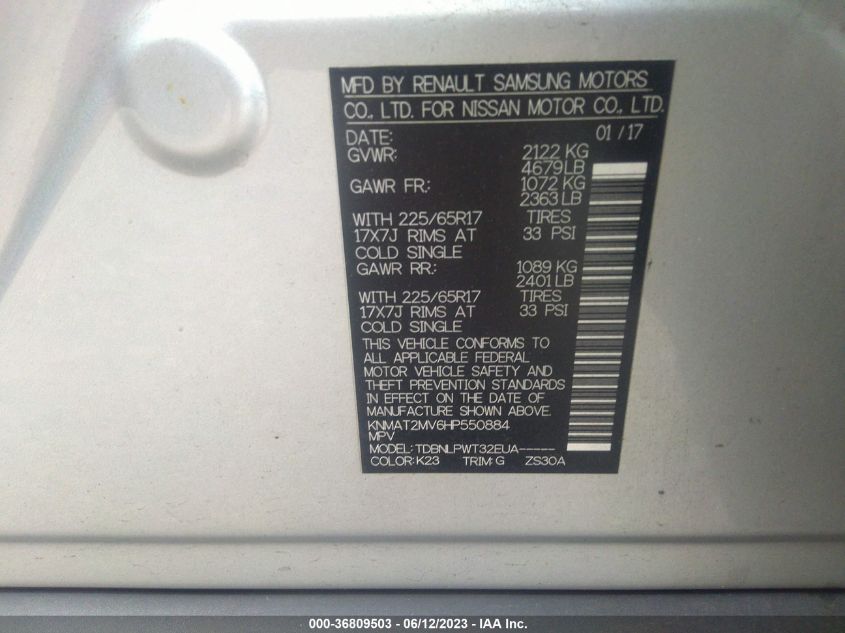 MFD BY RENAULT SAMSUNG MOTORS
CO., LTD. FOR NISSAN MOTOR CO., LTD.
DATE: 01 / 17
GVWR: 2122 KG
4679 LB
GAWR FR.: 1072 KG
2363 LB
WITH 225/65R17 TIRES
17X7J RIMS AT 33 PSI
COLD SINGLE
GAWR RR.: 1089 KG
2401 LB
WITH 225/65R17 TIRES
17X7J RIMS AT 33 PSI
COLD SINGLE
THIS VEHICLE CONFORMS TO
ALL APPLICABLE FEDERAL
MOTOR VEHICLE SAFETY AND
THEFT PREVENTION STANDARDS
IN EFFECT ON THE DATE OF
MANUFACTURE SHOWN ABOVE.
KNMAT2MV6HP550884
MPV
MODEL: TDBNLPWT32EUA-----
COLOR: K23 TRIM: G ZS30A
000-36809503 - 06/12/2023 - IAA Inc.